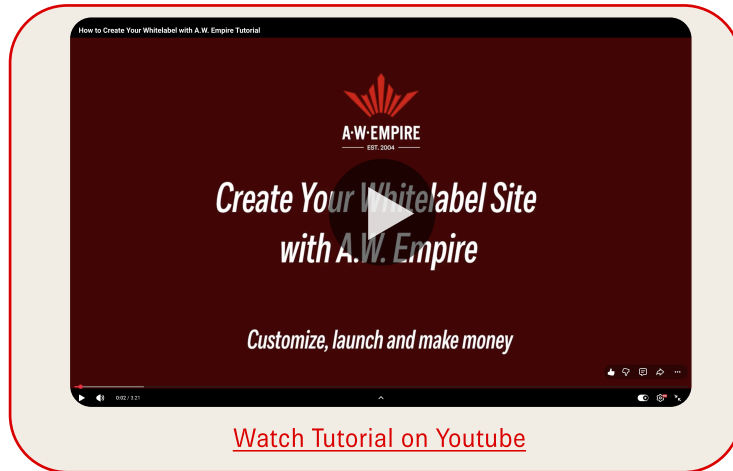 How to Create Your Whitelabel with A.W. Empire Tutorial
A·W·EMPIRE
EST. 2004
Create Your Whitelabel Site
with A.W. Empire
Customize, launch and make money
0:02 / 3:21
Watch Tutorial on Youtube